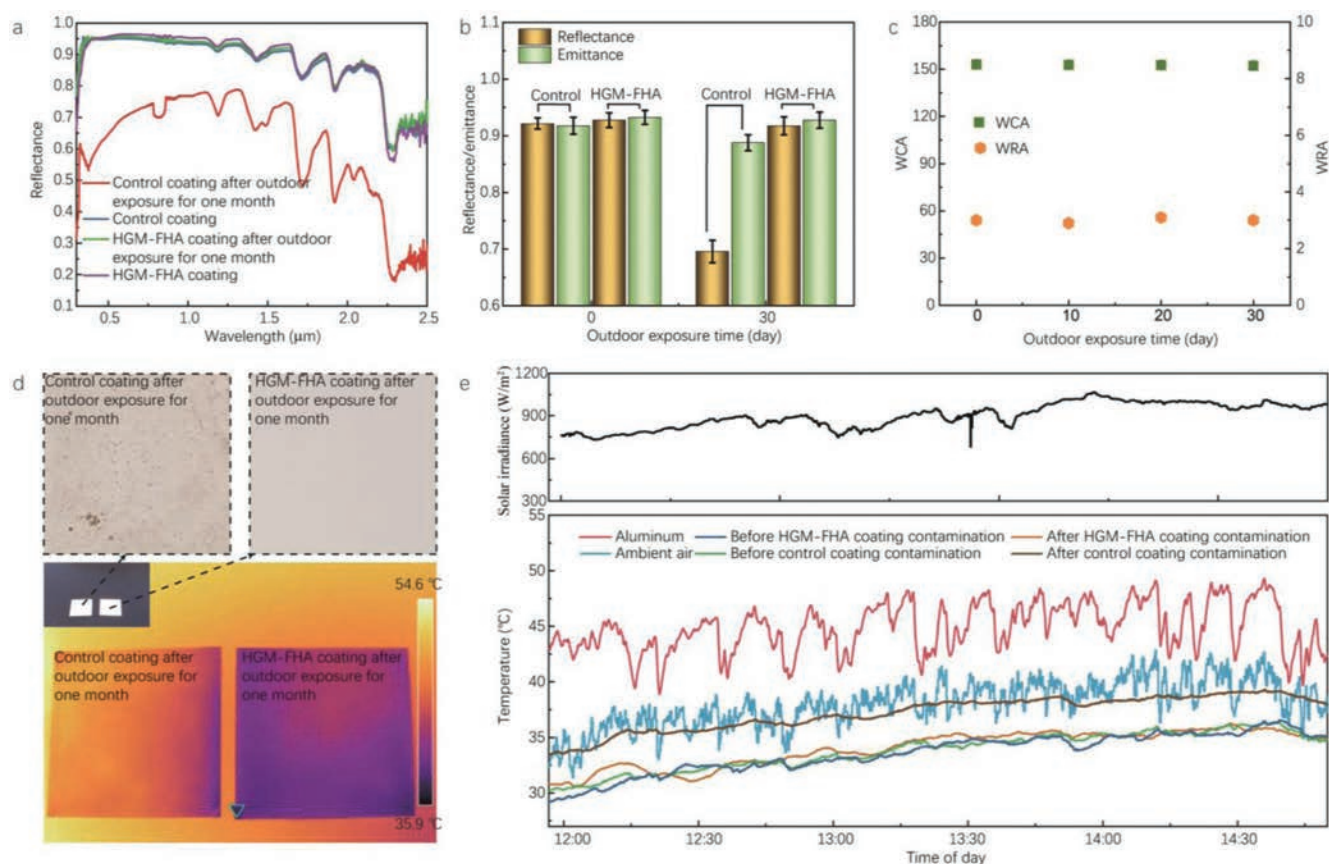 a
1.0
0.9
0.8
0.7
0.6
0.5
0.4
0.3
0.2
0.1
Reflectance
Control coating after outdoor
exposure for one month
Control coating
HGM-FHA coating after outdoor
exposure for one month
HGM-FHA coating
0.5 1.0 1.5 2.0 2.5
Wavelength (μm)
b
1.1
1.0
0.9
0.8
0.7
0.6
Reflectance/emittance
Reflectance
Emittance
Control HGM-FHA Control HGM-FHA
0 30
Outdoor exposure time (day)
c
180
150
120
90
60
30
0
WCA
WCA
WRA
10
8
6
4
2
0
WRA
0 10 20 30
Outdoor exposure time (day)
d
Control coating after
outdoor exposure for
one month
HGM-FHA coating after
outdoor exposure for
one month
54.6 °C
Control coating after
outdoor exposure for
one month
HGM-FHA coating after
outdoor exposure for
one month
35.9 °C
e
1200
900
600
300
Solar irradiance (W/m²)
55
50
45
40
35
30
Temperature (°C)
Aluminum Before HGM-FHA coating contamination After HGM-FHA coating contamination
Ambient air Before control coating contamination After control coating contamination
12:00 12:30 13:00 13:30 14:00 14:30
Time of day